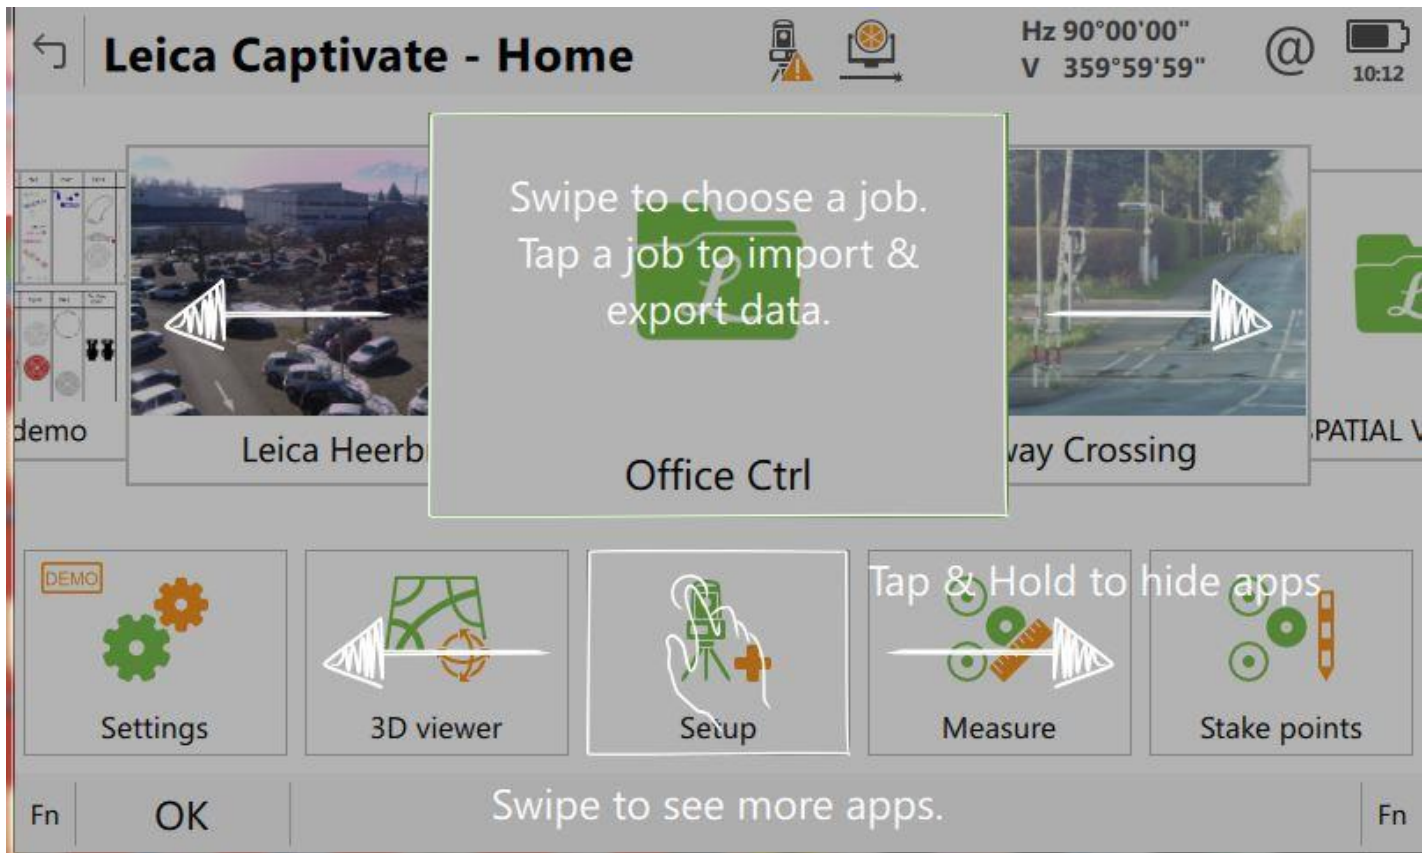 Leica Captivate - Home
Hz 90°00'00"
V 359°59'59"
@
10:12
Swipe to choose a job.
Tap a job to import &
export data.
demo
Leica Heerb
Office Ctrl
way Crossing
PATIAL V
DEMO
Tap & Hold to hide apps
Settings
3D viewer
Setup
Measure
Stake points
Fn
OK
Swipe to see more apps.
Fn